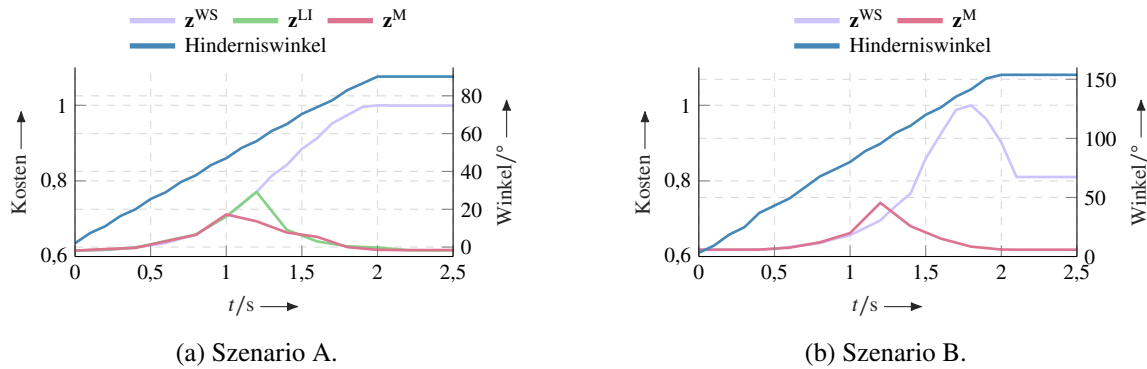 z^WS z^LI z^M
Hinderniswinkel
Kosten
1
0,8
0,6
80
60
40
20
0
Winkel/°
0 0,5 1 1,5 2 2,5
t/s
(a) Szenario A.
z^WS z^M
Hinderniswinkel
Kosten
1
0,8
0,6
150
100
50
0
Winkel/°
0 0,5 1 1,5 2 2,5
t/s
(b) Szenario B.